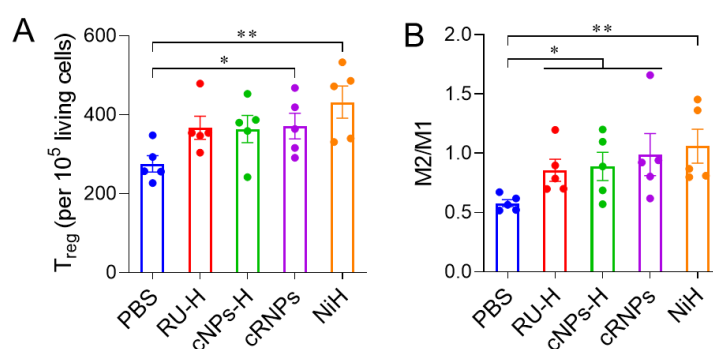 A
T_reg (per 10^5 living cells)
600
400
200
0
**
*
PBS
RU-H
cNPs-H
cRNPs
NiH
B
M2/M1
2.0
1.5
1.0
0.5
0.0
**
*
PBS
RU-H
cNPs-H
cRNPs
NiH